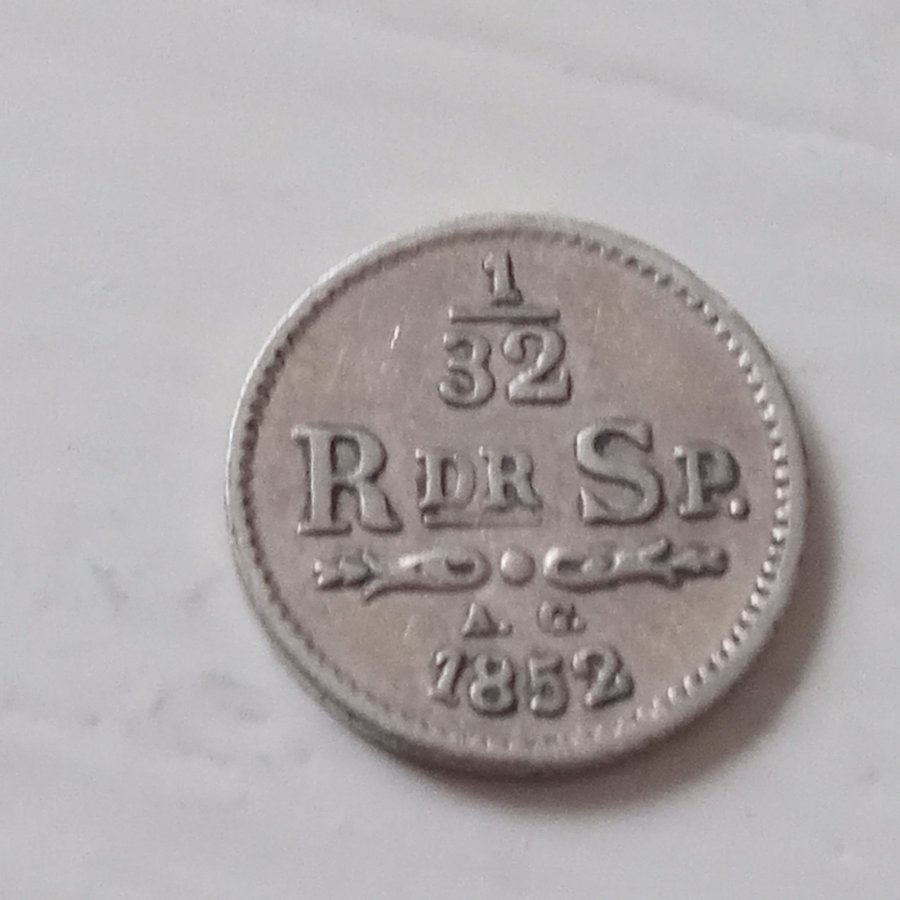 1
32
RDR SP.
A. G.
1852